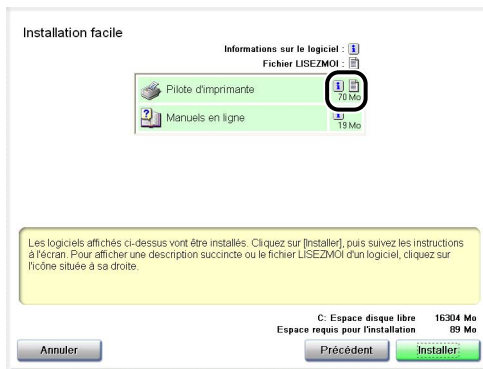 Installation facile
Informations sur le logiciel :
Fichier LISEZMOI :
Pilote d'imprimante
70 Mo
Manuels en ligne
19 Mo
Les logiciels affichés ci-dessus vont être installés. Cliquez sur [Installer], puis suivez les instructions
à l'écran. Pour afficher une description succincte ou le fichier LISEZMOI d'un logiciel, cliquez sur
l'icône située à sa droite.
C: Espace disque libre 16304 Mo
Espace requis pour l'installation 89 Mo
Annuler Précédent Installer